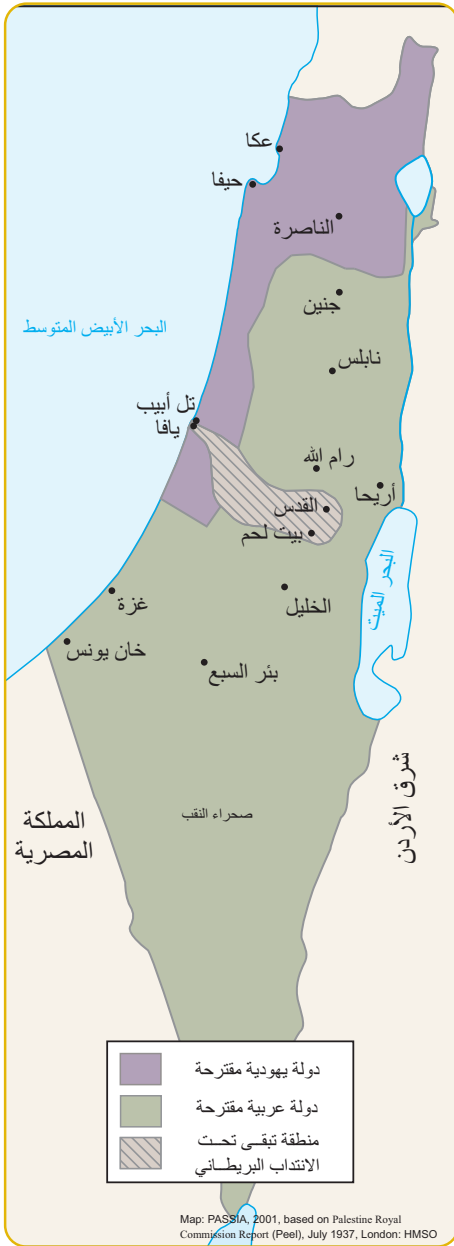 عكا
حيفا
الناصرة
جنين
البحر الأبيض المتوسط
نابلس
تل أبيب
يافا
رام الله
أريحا
القدس
بيت لحم
البحر الميت
غزة
الخليل
خان يونس
بئر السبع
شرق الأردن
صحراء النقب
المملكة
المصرية
دولة يهودية مقترحة
دولة عربية مقترحة
منطقة تبقى تحت
الانتداب البريطاني
Map: PASSIA, 2001, based on Palestine Royal
Commission Report (Peel), July 1937, London: HMSO